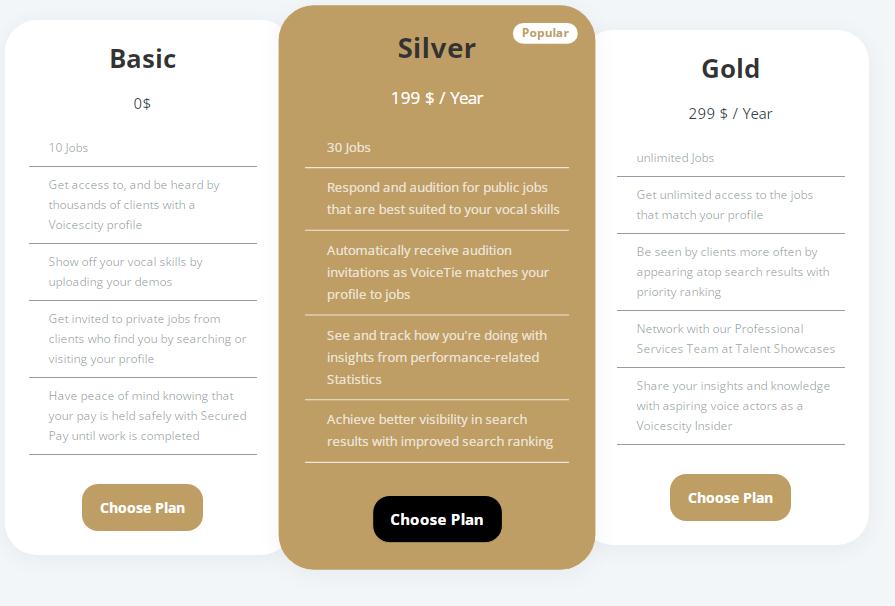 Basic
0$
10 Jobs
Get access to, and be heard by
thousands of clients with a
Voicescity profile
Show off your vocal skills by
uploading your demos
Get invited to private jobs from
clients who find you by searching or
visiting your profile
Have peace of mind knowing that
your pay is held safely with Secured
Pay until work is completed
Choose Plan
Popular
Silver
199 $ / Year
30 Jobs
Respond and audition for public jobs
that are best suited to your vocal skills
Automatically receive audition
invitations as VoiceTie matches your
profile to jobs
See and track how you're doing with
insights from performance-related
Statistics
Achieve better visibility in search
results with improved search ranking
Choose Plan
Gold
299 $ / Year
unlimited Jobs
Get unlimited access to the jobs
that match your profile
Be seen by clients more often by
appearing atop search results with
priority ranking
Network with our Professional
Services Team at Talent Showcases
Share your insights and knowledge
with aspiring voice actors as a
Voicescity Insider
Choose Plan